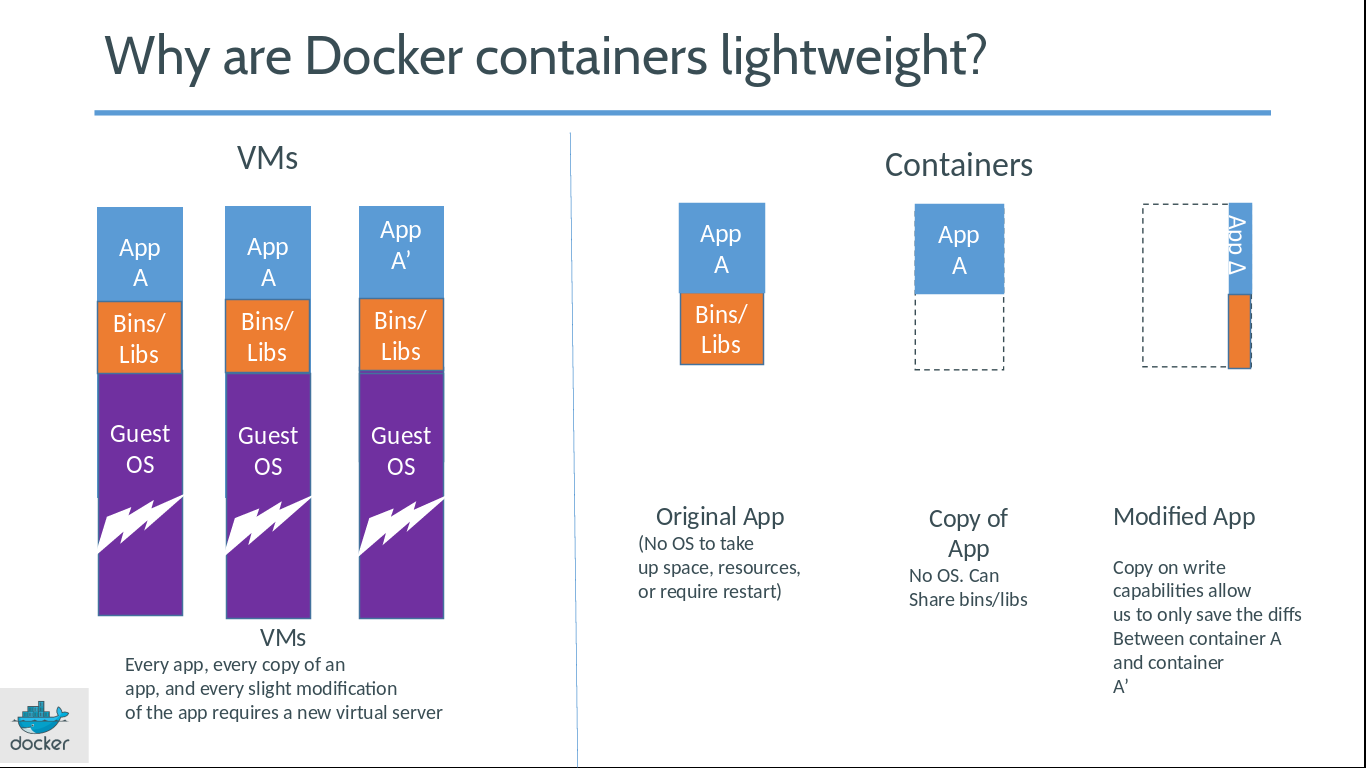 Why are Docker containers lightweight?
VMs
App
A
Bins/
Libs
Guest
OS
App
A
Bins/
Libs
Guest
OS
App
A’
Bins/
Libs
Guest
OS
VMs
Every app, every copy of an
app, and every slight modification
of the app requires a new virtual server
Containers
App
A
Bins/
Libs
Original App
(No OS to take
up space, resources,
or require restart)
App
A
Copy of
App
No OS. Can
Share bins/libs
App A
Modified App
Copy on write
capabilities allow
us to only save the diffs
Between container A
and container
A’
docker